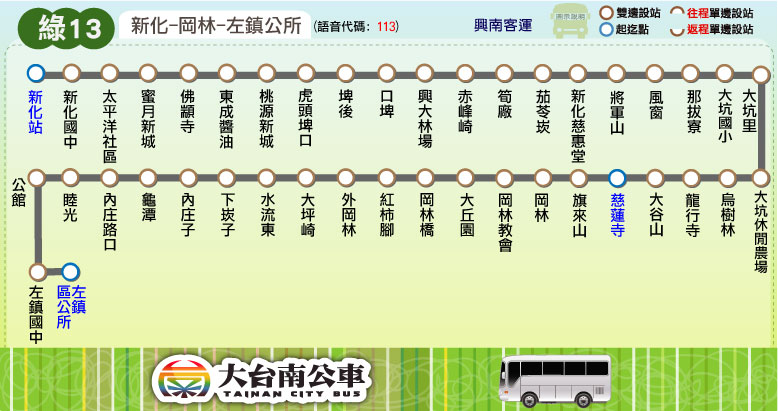 綠13
新化-岡林-左鎮公所
(語音代碼: 113)
興南客運
圖示說明
雙邊設站
起迄點
往程單邊設站
返程單邊設站
新化站
新化國中
太平洋社區
蜜月新城
佛顗寺
東成醬油
桃源新城
虎頭埤口
埤後
口埤
興大林場
赤峰崎
筍廠
茄苳崁
新化慈惠堂
將軍山
風窗
那拔寮
大坑國小
大坑里
公館
睦光
內庄路口
龜潭
內庄子
下崁子
水流東
大坪崎
外岡林
紅柿腳
岡林橋
大丘園
岡林教會
岡林
旗來山
慈蓮寺
大谷山
龍行寺
烏樹林
大坑休閒農場
左鎮國中
左鎮
區公所
大台南公車
TAINAN CITY BUS